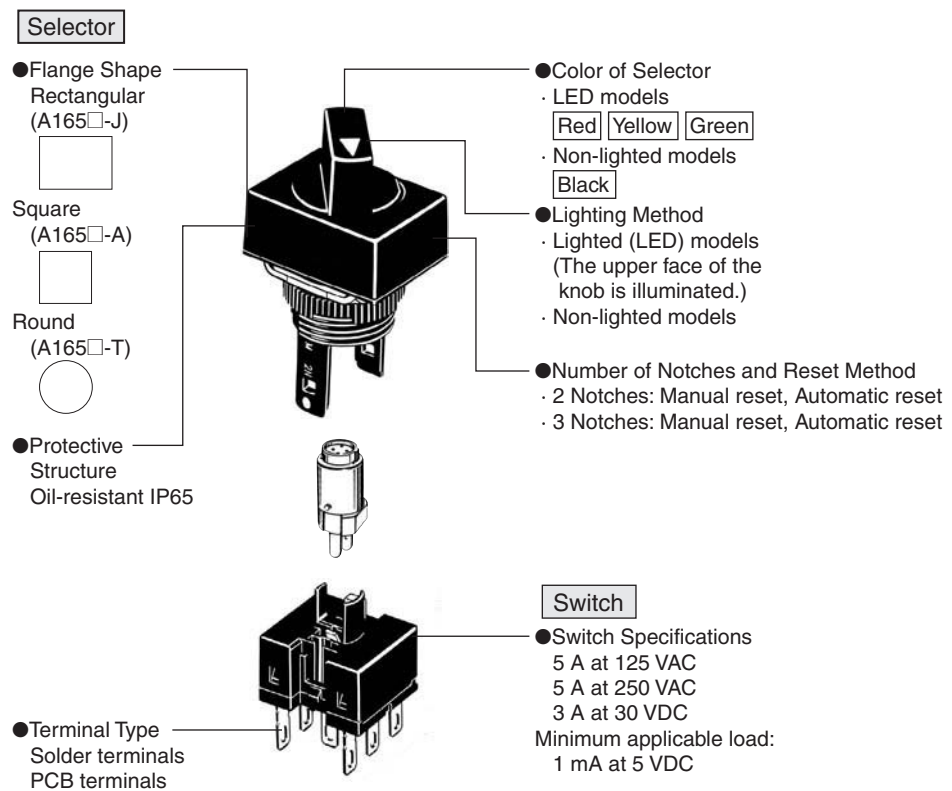 Selector
●Flange Shape
Rectangular
(A165□-J)
Square
(A165□-A)
Round
(A165□-T)
●Protective
Structure
Oil-resistant IP65
●Color of Selector
· LED models
Red Yellow Green
· Non-lighted models
Black
●Lighting Method
· Lighted (LED) models
(The upper face of the
knob is illuminated.)
· Non-lighted models
●Number of Notches and Reset Method
· 2 Notches: Manual reset, Automatic reset
· 3 Notches: Manual reset, Automatic reset
Switch
●Switch Specifications
5 A at 125 VAC
5 A at 250 VAC
3 A at 30 VDC
Minimum applicable load:
1 mA at 5 VDC
●Terminal Type
Solder terminals
PCB terminals